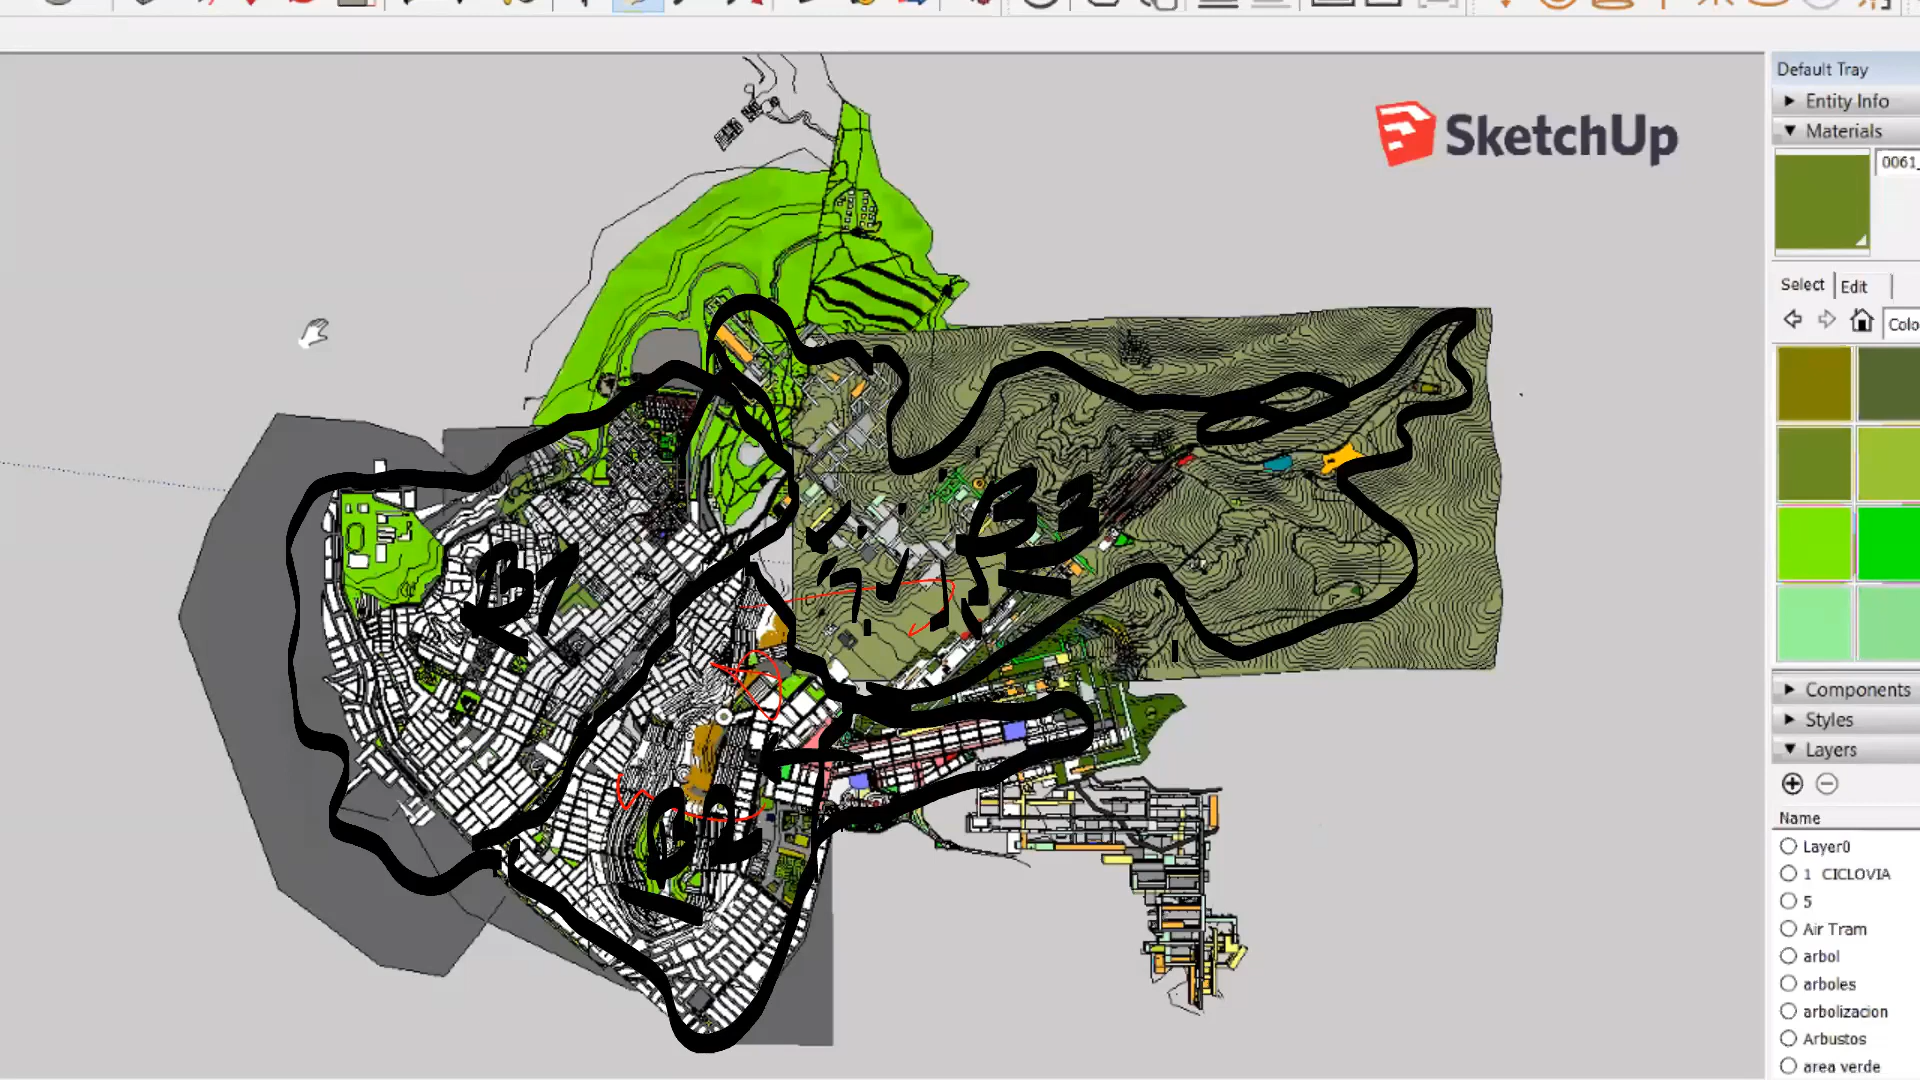 SketchUp
Default Tray
Entity Info
Materials
0061_
Select
Edit
Colo
B1
B2
B3
Components
Styles
Layers
Name
Layer0
1 CICLOVIA
5
Air Tram
arbol
arboles
arbolizacion
Arbustos
area verde